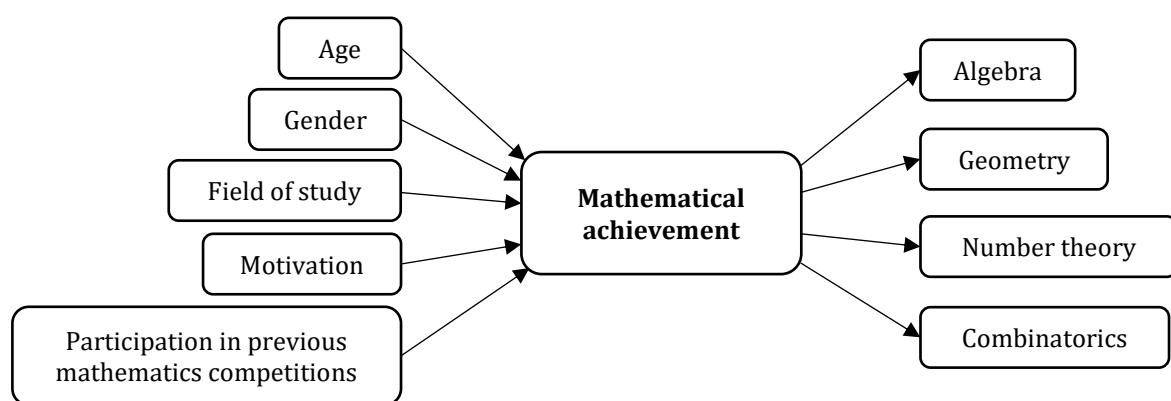 Age
Gender
Field of study
Motivation
Participation in previous
mathematics competitions
Mathematical
achievement
Algebra
Geometry
Number theory
Combinatorics